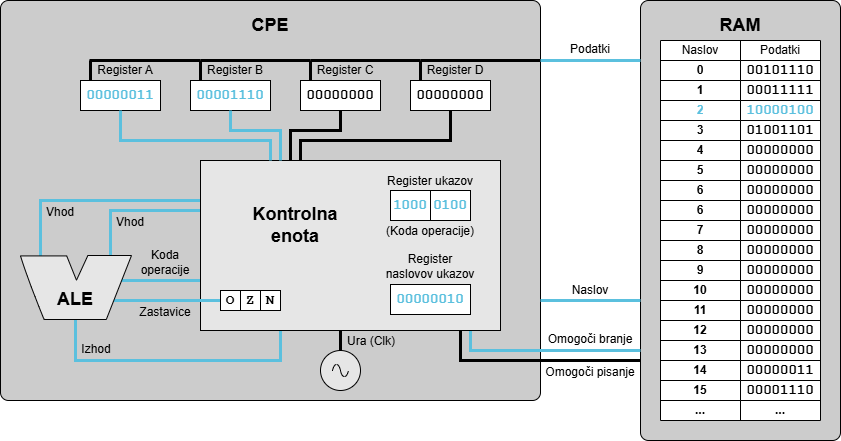 CPE
RAM
Podatki
Naslov Podatki
Register A Register B Register C Register D
00000011 00001110 00000000 00000000
0 00101110
1 00011111
2 10000100
3 01001101
4 00000000
5 00000000
6 00000000
6 00000000
7 00000000
8 00000000
9 00000000
10 00000000
11 00000000
12 00000000
13 00000000
14 00000011
15 00001110
... ...
Kontrolna
enota
Register ukazov
1000 0100
(Koda operacije)
Register
naslovov ukazov
00000010
Vhod
Vhod
Koda
operacije
ALE
O Z N
Zastavice
Izhod
Ura (Clk)
Naslov
Omogoči branje
Omogoči pisanje